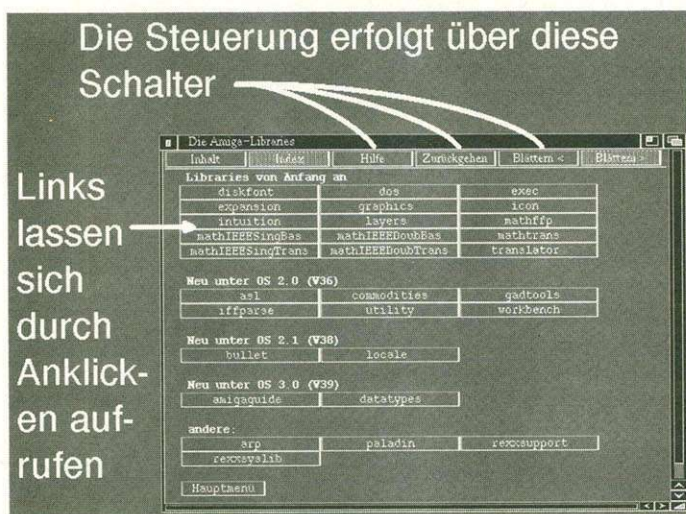 Die Steuerung erfolgt über diese
Schalter
Links
lassen
sich
durch
Anklick-
en auf-
rufen
Die Amiga-Libraries
Inhalt Index Hilfe Zurückgehen Blättern < Blättern >
Libraries von Anfang an
diskfont dos exec
expansion graphics icon
intuition layers mathffp
mathIEEESingBas mathIEEEDoubBas mathtrans
mathIEEESingTrans mathIEEEDoubTrans translator
Neu unter OS 2.0 (V36)
asl commodities gadtools
iffparse utility workbench
Neu unter OS 2.1 (V38)
bullet locale
Neu unter OS 3.0 (V39)
amigaguide datatypes
andere:
arp paladin rexxsupport
rexxsyslib
Hauptmenü